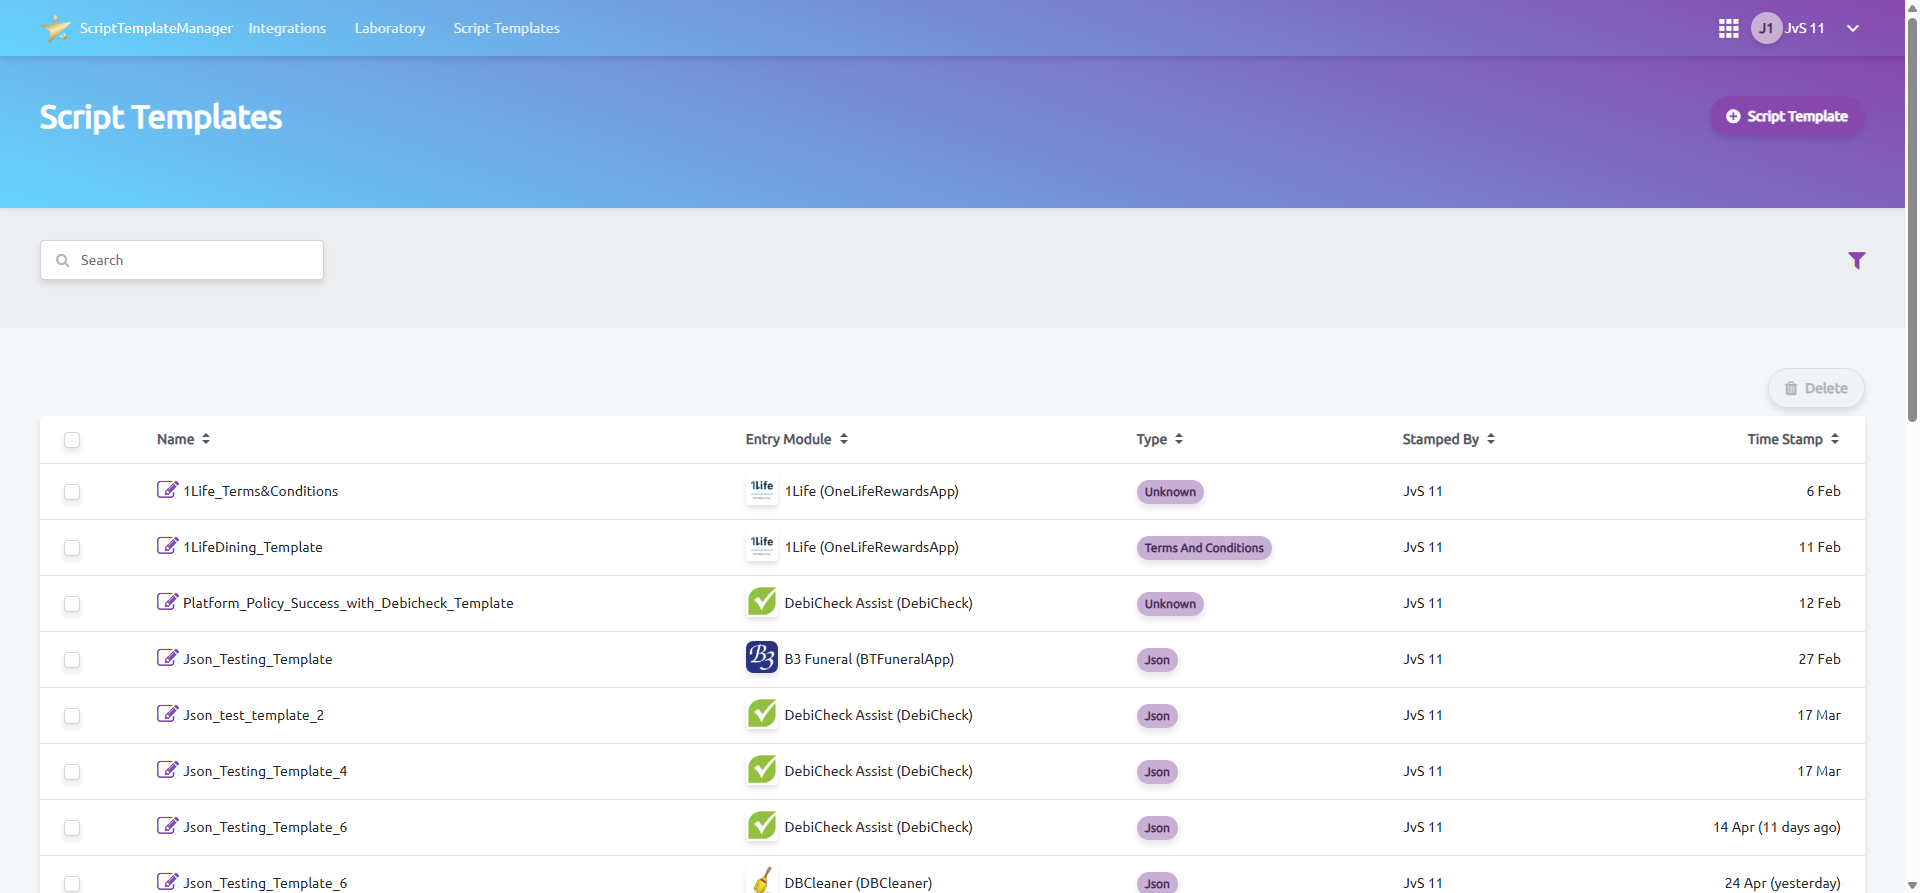 ScriptTemplateManager Integrations Laboratory Script Templates J1 JvS 11
Script Templates
Script Template
Search
Delete
Name Entry Module Type Stamped By Time Stamp
1Life_Terms&Conditions 1Life 1Life (OneLifeRewardsApp) Unknown JvS 11 6 Feb
1LifeDining_Template 1Life 1Life (OneLifeRewardsApp) Terms And Conditions JvS 11 11 Feb
Platform_Policy_Success_with_Debicheck_Template DebiCheck Assist (DebiCheck) Unknown JvS 11 12 Feb
Json_Testing_Template B3 B3 Funeral (BTFuneralApp) Json JvS 11 27 Feb
Json_test_template_2 DebiCheck Assist (DebiCheck) Json JvS 11 17 Mar
Json_Testing_Template_4 DebiCheck Assist (DebiCheck) Json JvS 11 17 Mar
Json_Testing_Template_6 DebiCheck Assist (DebiCheck) Json JvS 11 14 Apr (11 days ago)
Json_Testing_Template_6 DBCleaner (DBCleaner) Json JvS 11 24 Apr (yesterday)